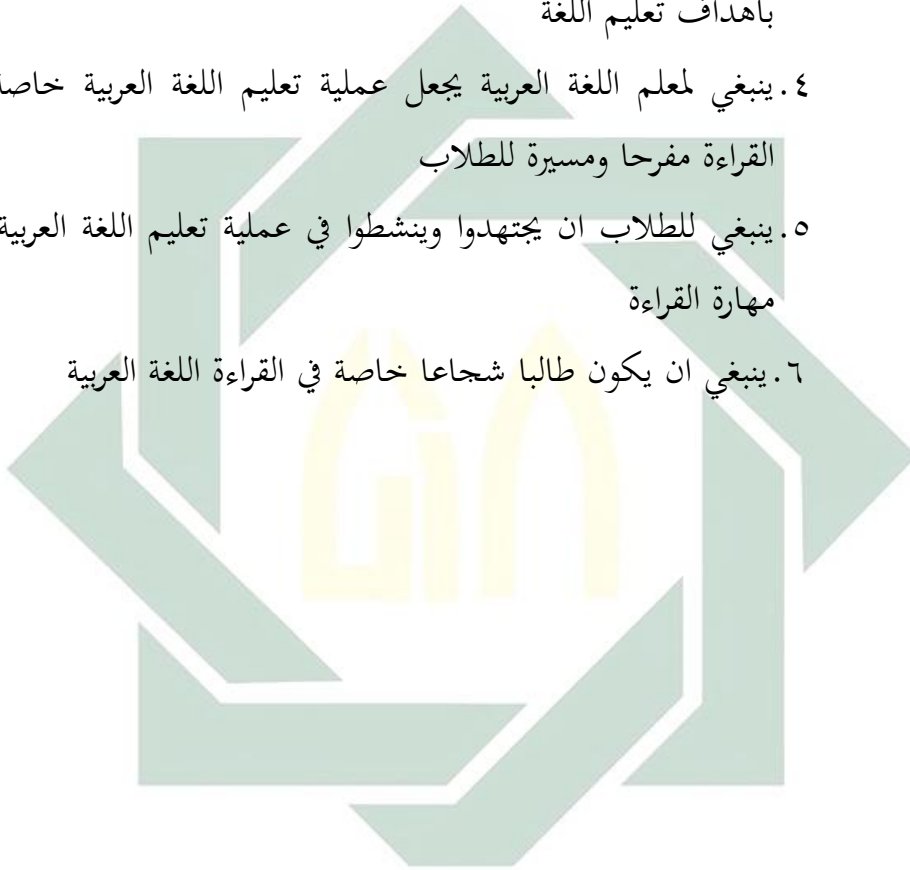 بأهداف تعليم اللغة
٤. ينبغي لمعلم اللغة العربية يجعل عملية تعليم اللغة العربية خاصة
القراءة مفرحا ومسيرة للطلاب
٥. ينبغي للطلاب ان يجتهدوا وينشطوا في عملية تعليم اللغة العربية
مهارة القراءة
٦. ينبغي ان يكون طالبا شجاعا خاصة في القراءة اللغة العربية